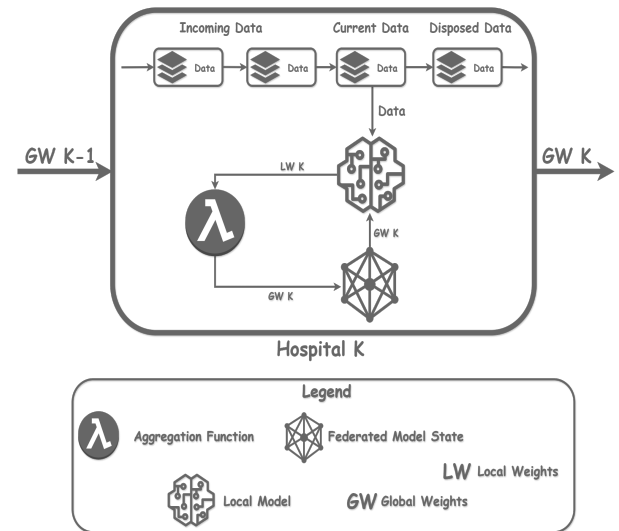 Incoming Data Current Data Disposed Data
Data Data Data Data
Data
GW K-1
GW K
LW K
GW K
GW K
Hospital K
Legend
Aggregation Function
Federated Model State
LW Local Weights
Local Model
GW Global Weights